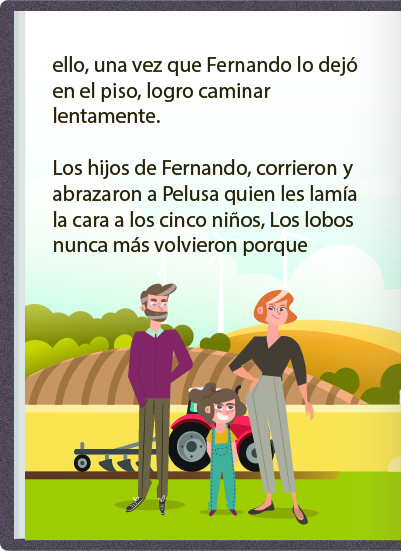 ello, una vez que Fernando lo dejó
en el piso, logro caminar
lentamente.
Los hijos de Fernando, corrieron y
abrazaron a Pelusa quien les lamía
la cara a los cinco niños, Los lobos
nunca más volvieron porque